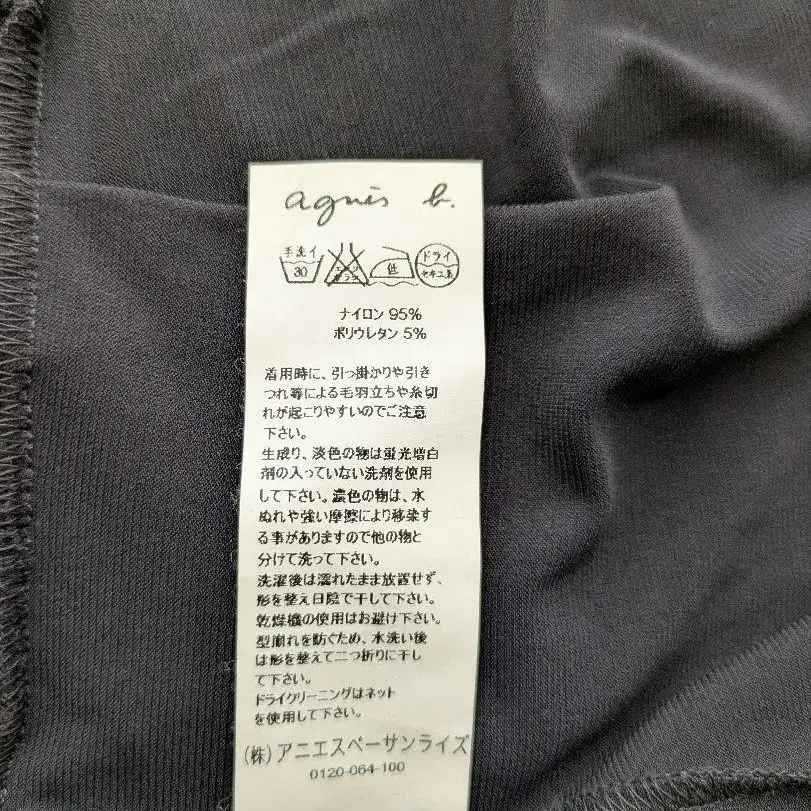 agnès b.
手洗イ
30
低
ドライ
セキユ系
ナイロン 95%
ポリウレタン 5%
着用時に、引っ掛かりや引き
つれ等による毛羽立ちや糸切
れが起こりやすいのでご注意
下さい。
生成り、淡色の物は蛍光増白
剤の入っていない洗剤を使用
して下さい。濃色の物は、水
ぬれや強い摩擦により移染す
る事がありますので他の物と
分けて洗って下さい。
洗濯後は濡れたまま放置せず、
形を整え日陰で干して下さい。
乾燥機の使用はお避け下さい。
型崩れを防ぐため、水洗い後
は形を整えて二つ折りに干し
て下さい。
ドライクリーニングはネット
を使用して下さい。
(株)アニエスベーサンライズ
0120-064-100